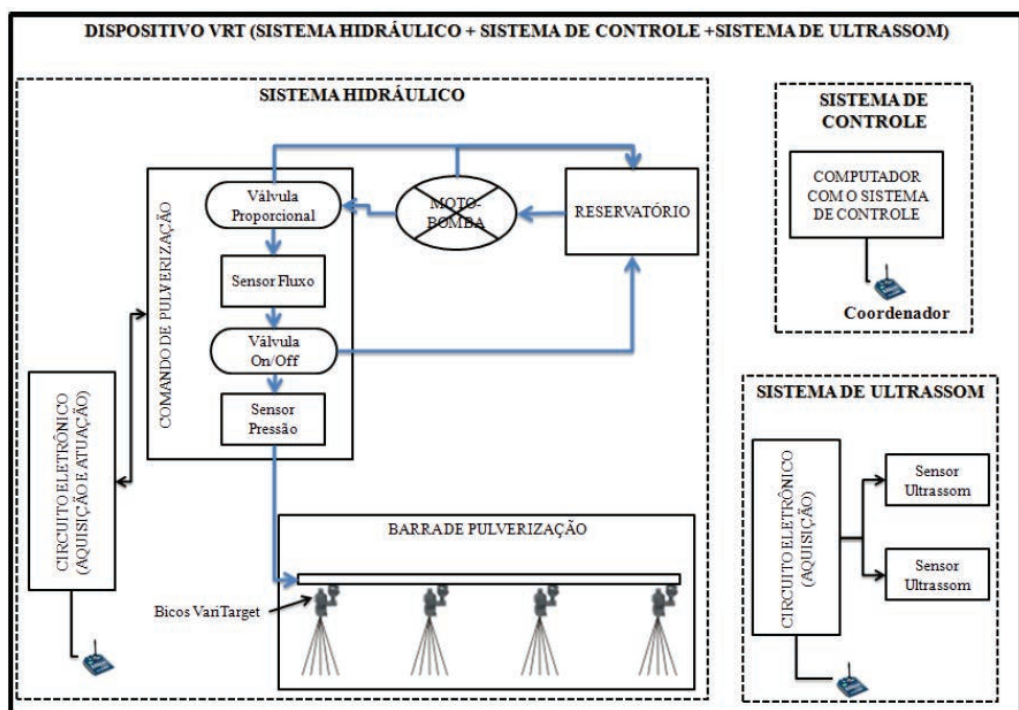 DISPOSITIVO VRT (SISTEMA HIDRÁULICO + SISTEMA DE CONTROLE +SISTEMA DE ULTRASSOM)
SISTEMA HIDRÁULICO
COMANDO DE PULVERIZAÇÃO
Válvula
Proporcional
Sensor Fluxo
Válvula
On/Off
Sensor
Pressão
MOTO-
BOMBA
RESERVATÓRIO
CIRCUITO ELETRÔNICO
(AQUISIÇÃO E ATUAÇÃO)
BARRA DE PULVERIZAÇÃO
Bicos VariTarget
SISTEMA DE
CONTROLE
COMPUTADOR
COM O SISTEMA
DE CONTROLE
Coordenador
SISTEMA DE ULTRASSOM
CIRCUITO ELETRÔNICO
(AQUISIÇÃO)
Sensor
Ultrassom
Sensor
Ultrassom